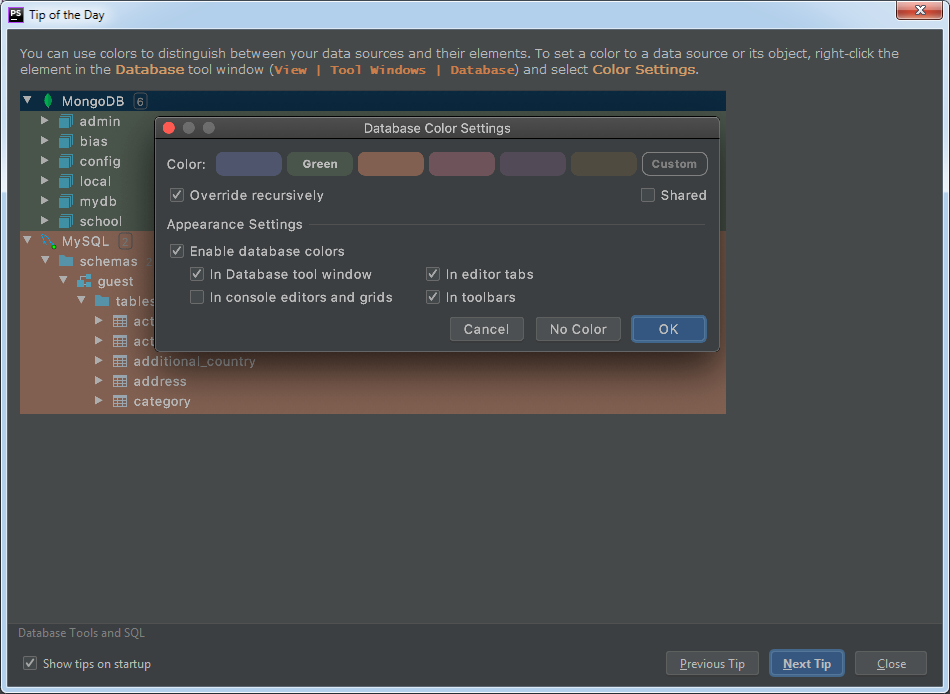 PS Tip of the Day
You can use colors to distinguish between your data sources and their elements. To set a color to a data source or its object, right-click the
element in the Database tool window (View | Tool Windows | Database) and select Color Settings.
MongoDB 6
admin
bias
config
local
mydb
school
MySQL 2
schemas 2
guest
tables
act
act
additional_country
address
category
Database Color Settings
Color: Green Custom
Override recursively Shared
Appearance Settings
Enable database colors
In Database tool window In editor tabs
In console editors and grids In toolbars
Cancel No Color OK
Database Tools and SQL
Show tips on startup Previous Tip Next Tip Close